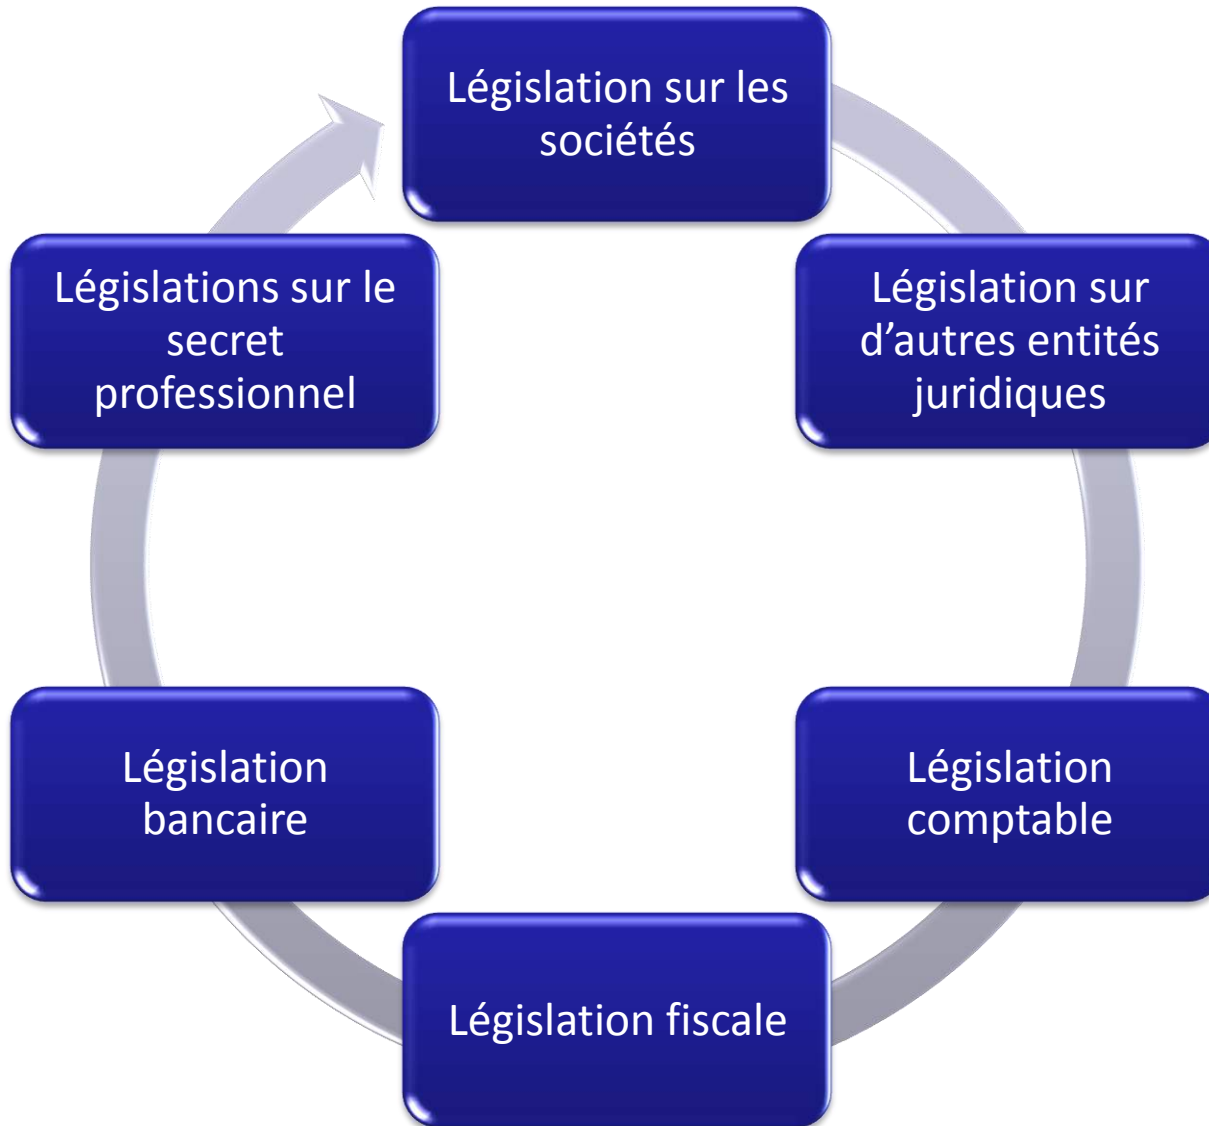 Législation sur les
sociétés
Législation sur
d’autres entités
juridiques
Législation
comptable
Législation fiscale
Législation
bancaire
Législations sur le
secret
professionnel